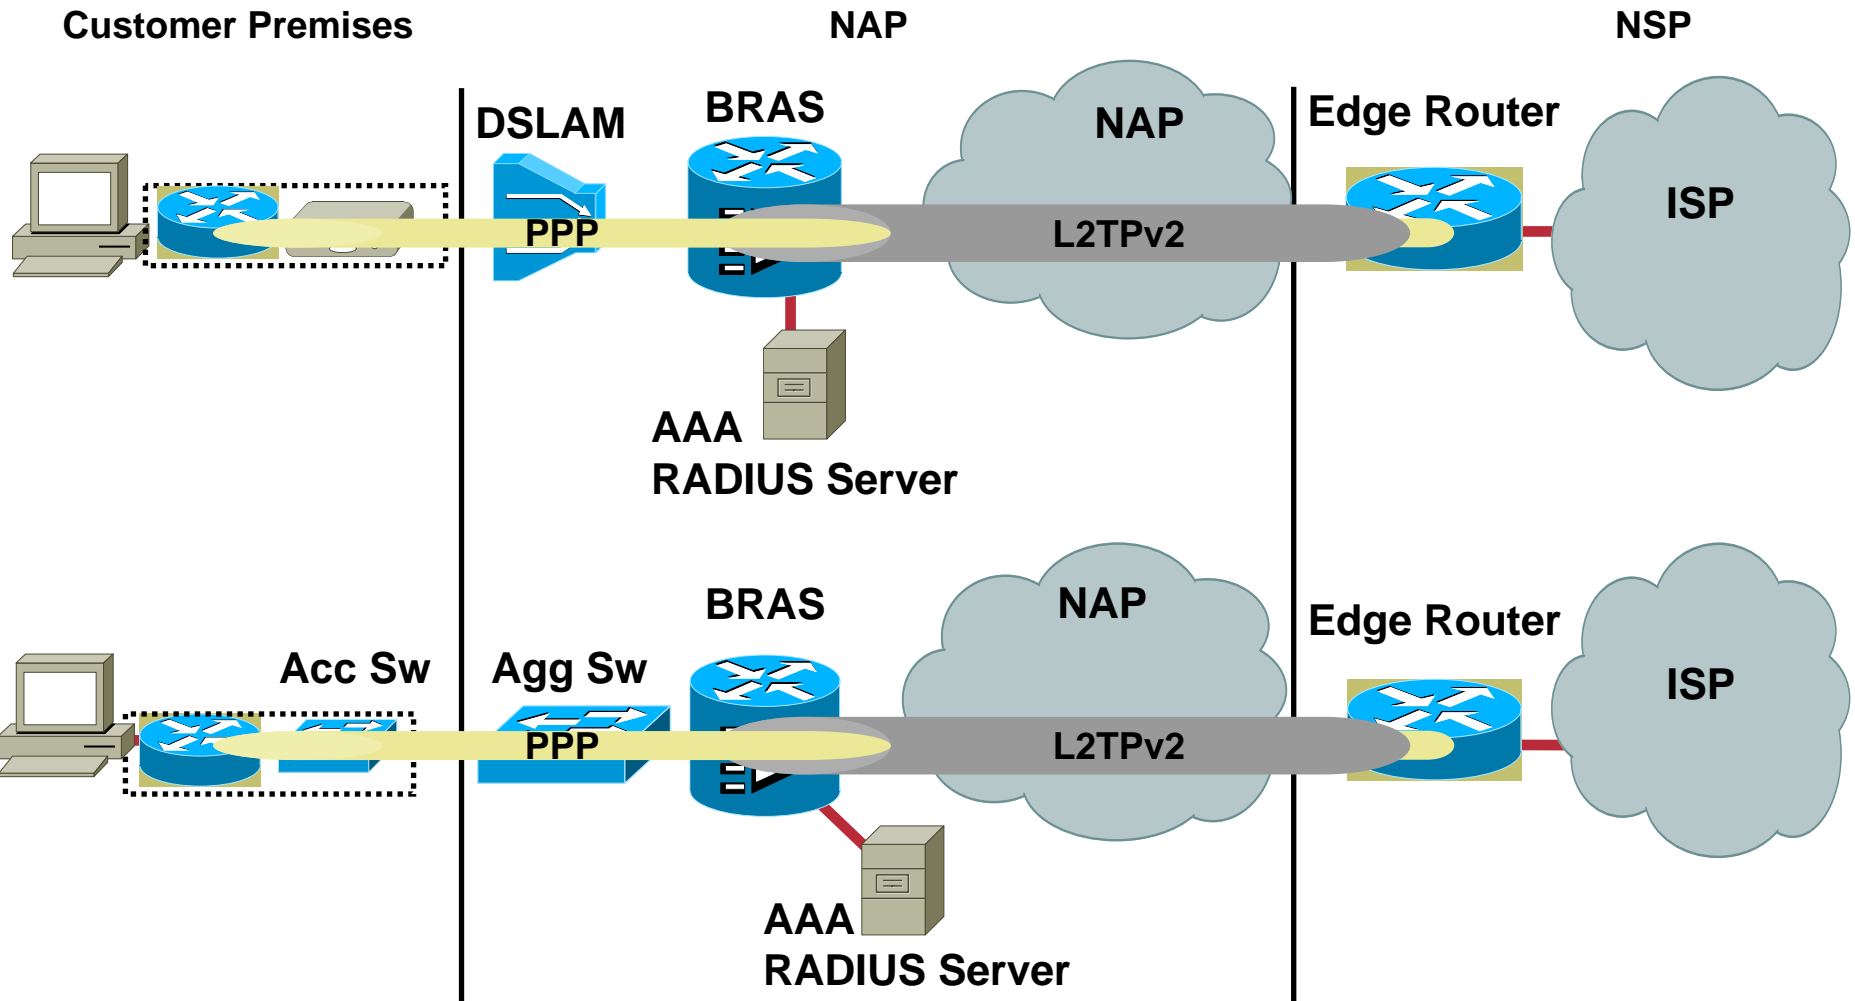 Customer Premises
NAP
NSP
DSLAM
BRAS
NAP
Edge Router
ISP
PPP
L2TPv2
AAA
RADIUS Server
BRAS
NAP
Edge Router
Acc Sw
Agg Sw
ISP
PPP
L2TPv2
AAA
RADIUS Server